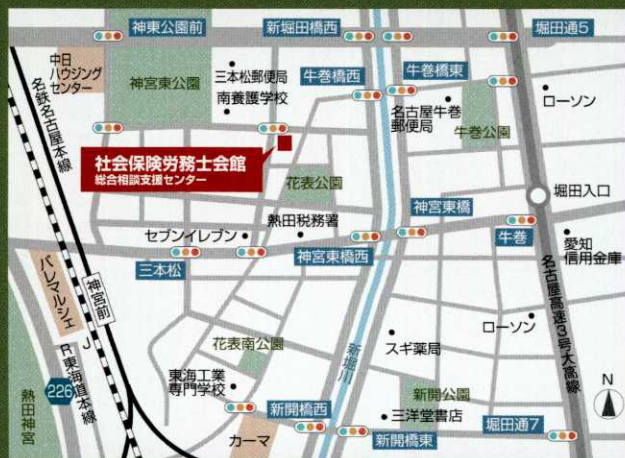 神東公園前
新堀田橋西
堀田通5
中日
ハウジング
センター
神宮東公園
三本松郵便局
南養護学校
牛巻橋西
牛巻橋東
名古屋牛巻
郵便局
牛巻公園
ローソン
名鉄名古屋本線
社会保険労務士会館
総合相談支援センター
花表公園
神宮東橋
堀田入口
セブンイレブン
熱田税務署
神宮東橋西
牛巻
愛知
信用金庫
三本松
パレマルシェ
神宮前
名古屋高速3号大高線
花表南公園
新堀川
スギ薬局
ローソン
JR東海道本線
226
熱田神宮
東海工業
専門学校
新開橋西
新開公園
三洋堂書店
カーマ
新開橋東
堀田通7
N